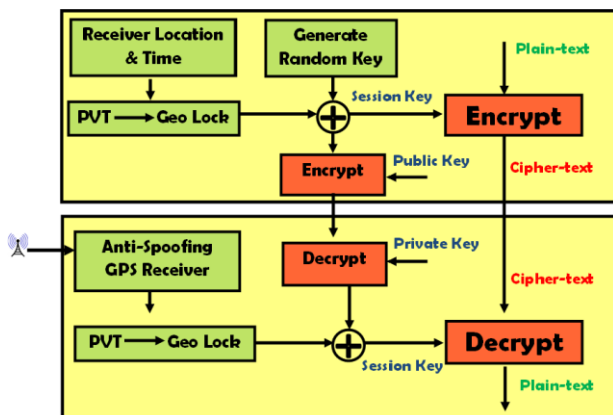 Receiver Location
& Time
Generate
Random Key
Plain-text
Session Key
PVT Geo Lock
Encrypt
Encrypt
Public Key
Cipher-text
Anti-Spoofing
GPS Receiver
Private Key
Decrypt
Cipher-text
PVT Geo Lock
Session Key
Decrypt
Plain-text